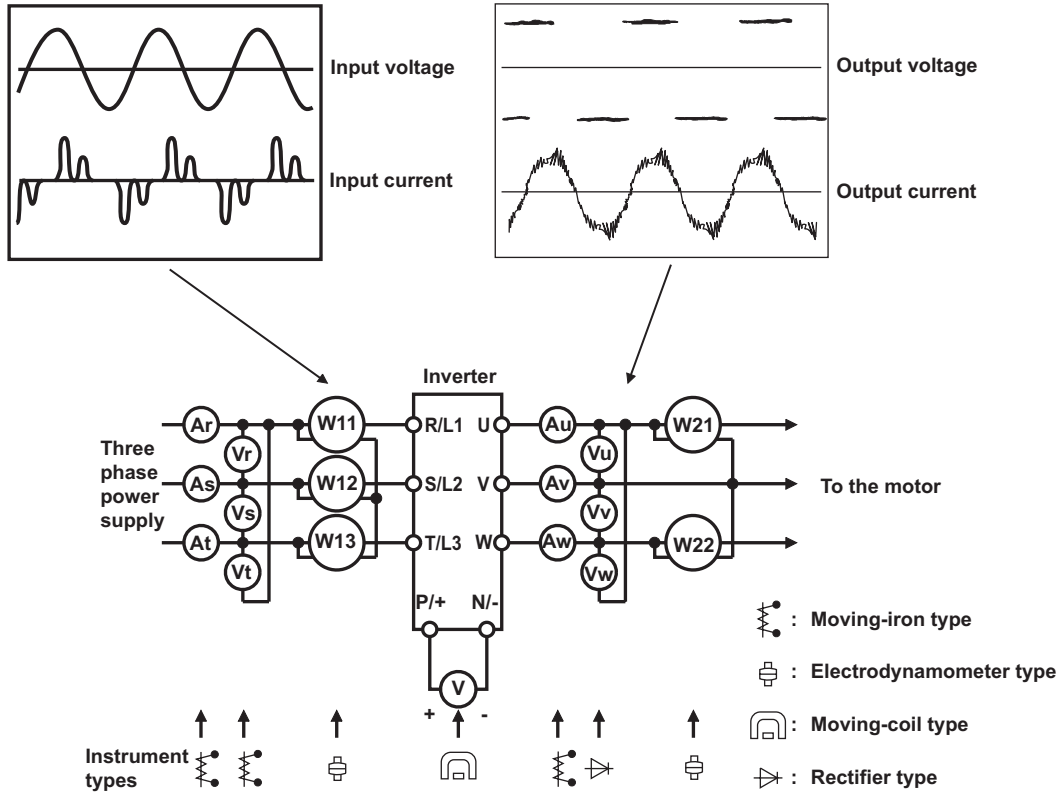 Input voltage
Input current
Output voltage
Output current
Inverter
Three
phase
power
supply
Ar
As
At
Vr
Vs
Vt
W11
W12
W13
R/L1
S/L2
T/L3
U
V
W
P/+
N/-
Au
Av
Aw
Vu
Vv
Vw
W21
W22
To the motor
V
+
-
Instrument
types
: Moving-iron type
: Electrodynamometer type
: Moving-coil type
: Rectifier type